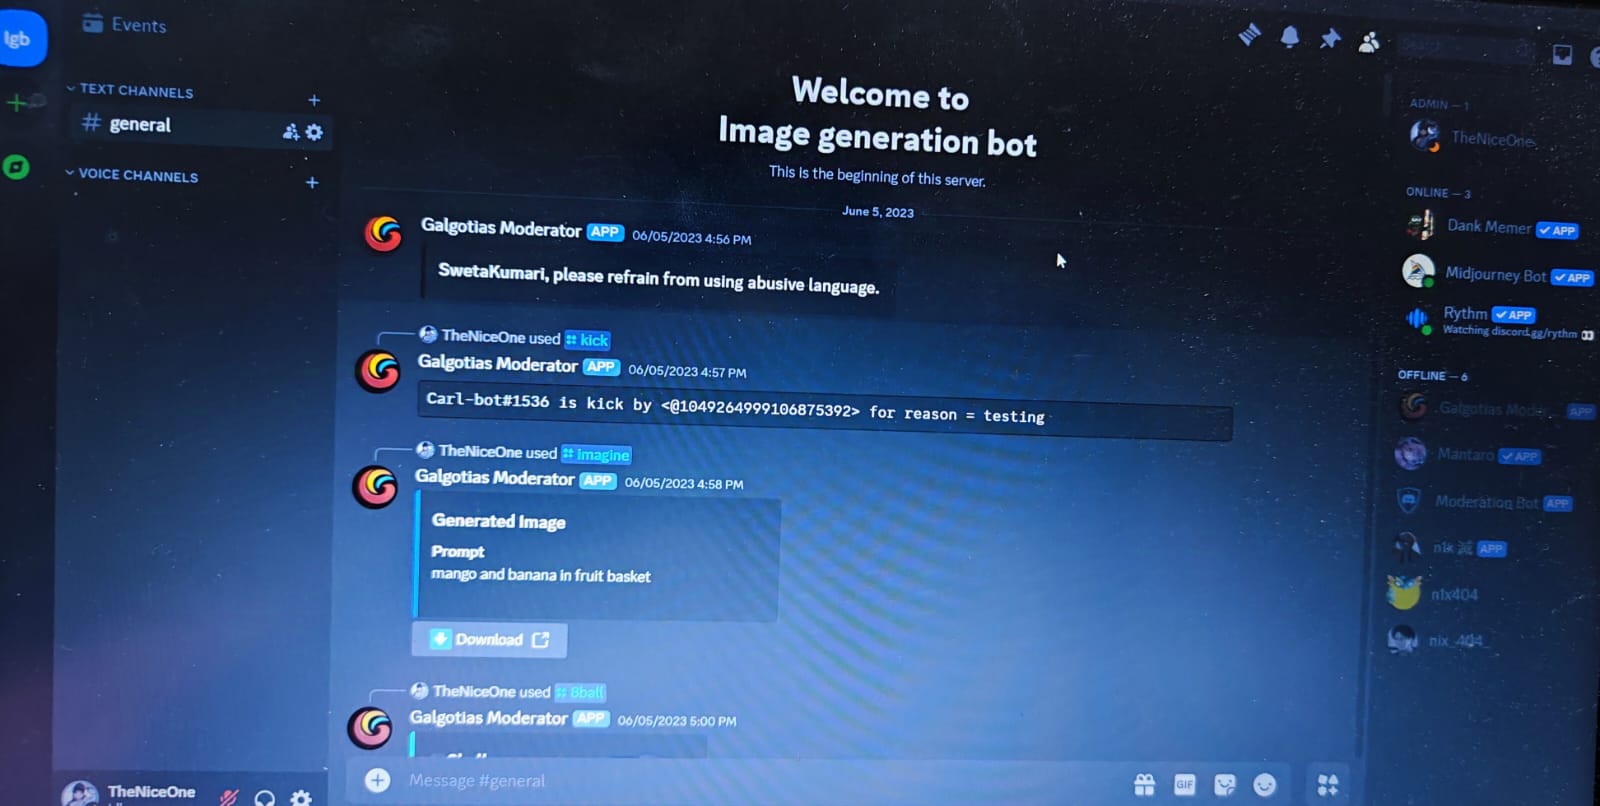 Igb
Events
TEXT CHANNELS
general
VOICE CHANNELS
Welcome to
Image generation bot
This is the beginning of this server.
June 5, 2023
Galgotias Moderator APP 06/05/2023 4:56 PM
SwetaKumari, please refrain from using abusive language.
TheNiceOne used kick
Galgotias Moderator APP 06/05/2023 4:57 PM
Carl-bot#1536 is kick by <@1049264999106875392> for reason = testing
TheNiceOne used imagine
Galgotias Moderator APP 06/05/2023 4:58 PM
Generated Image
Prompt
mango and banana in fruit basket
Download
TheNiceOne used 8ball
Galgotias Moderator APP 06/05/2023 5:00 PM
Message #general
GIF
TheNiceOne
Search
ADMIN — 1
TheNiceOne
ONLINE — 3
Dank Memer APP
Midjourney Bot APP
Rythm APP
Watching discord.gg/rythm
OFFLINE — 6
Galgotias Mode... APP
Mantaro APP
Moderation Bot APP
n1k APP
n1x404
nix_404_